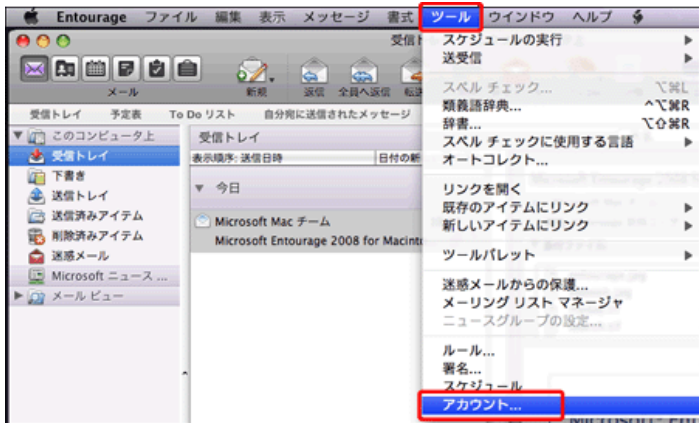 Entourage ファイル 編集 表示 メッセージ 書式 ツール ウインドウ ヘルプ
メール
新規 返信 全員へ返信 転送
受信トレイ 予定表 To Do リスト 自分宛に送信されたメッセージ
このコンピュータ上
受信トレイ
下書き
送信トレイ
送信済みアイテム
削除済みアイテム
迷惑メール
Microsoft ニュース ...
メール ビュー
受信トレイ
表示順序: 送信日時 日付の新
今日
Microsoft Mac チーム
Microsoft Entourage 2008 for Macint
スケジュールの実行
送受信
スペル チェック... ⌥⌘L
類義語辞典... ^⌥⌘R
辞書... ⌥⇧⌘R
スペル チェックに使用する言語
オートコレクト...
リンクを開く
既存のアイテムにリンク
新しいアイテムにリンク
ツールパレット
迷惑メールからの保護...
メーリング リスト マネージャ
ニュースグループの設定...
ルール...
署名...
スケジュール
アカウント...